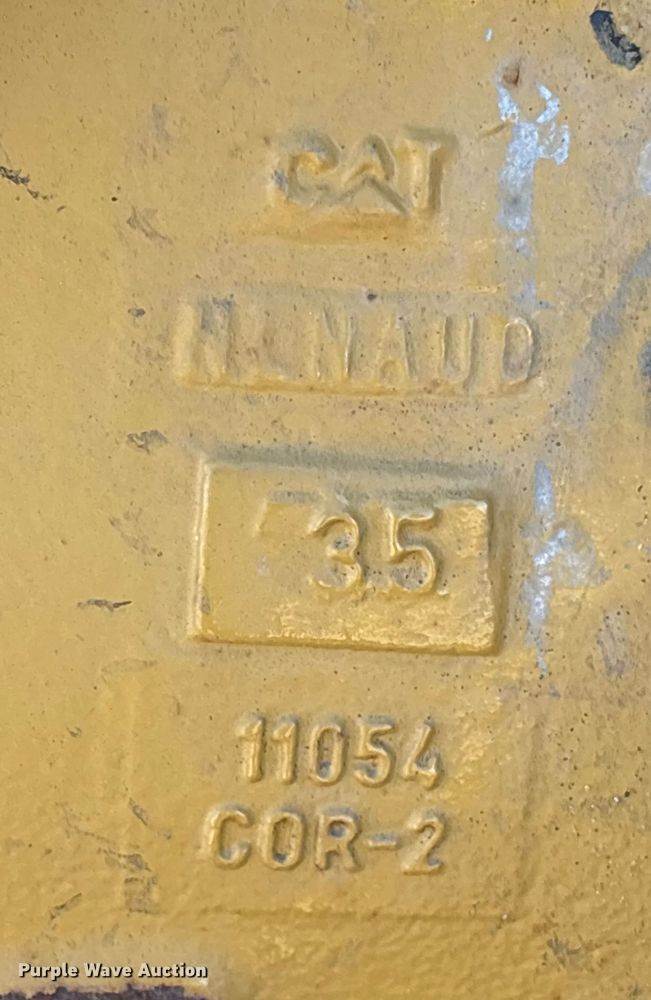 CAT
35
11054
COR-2
Purple Wave Auction